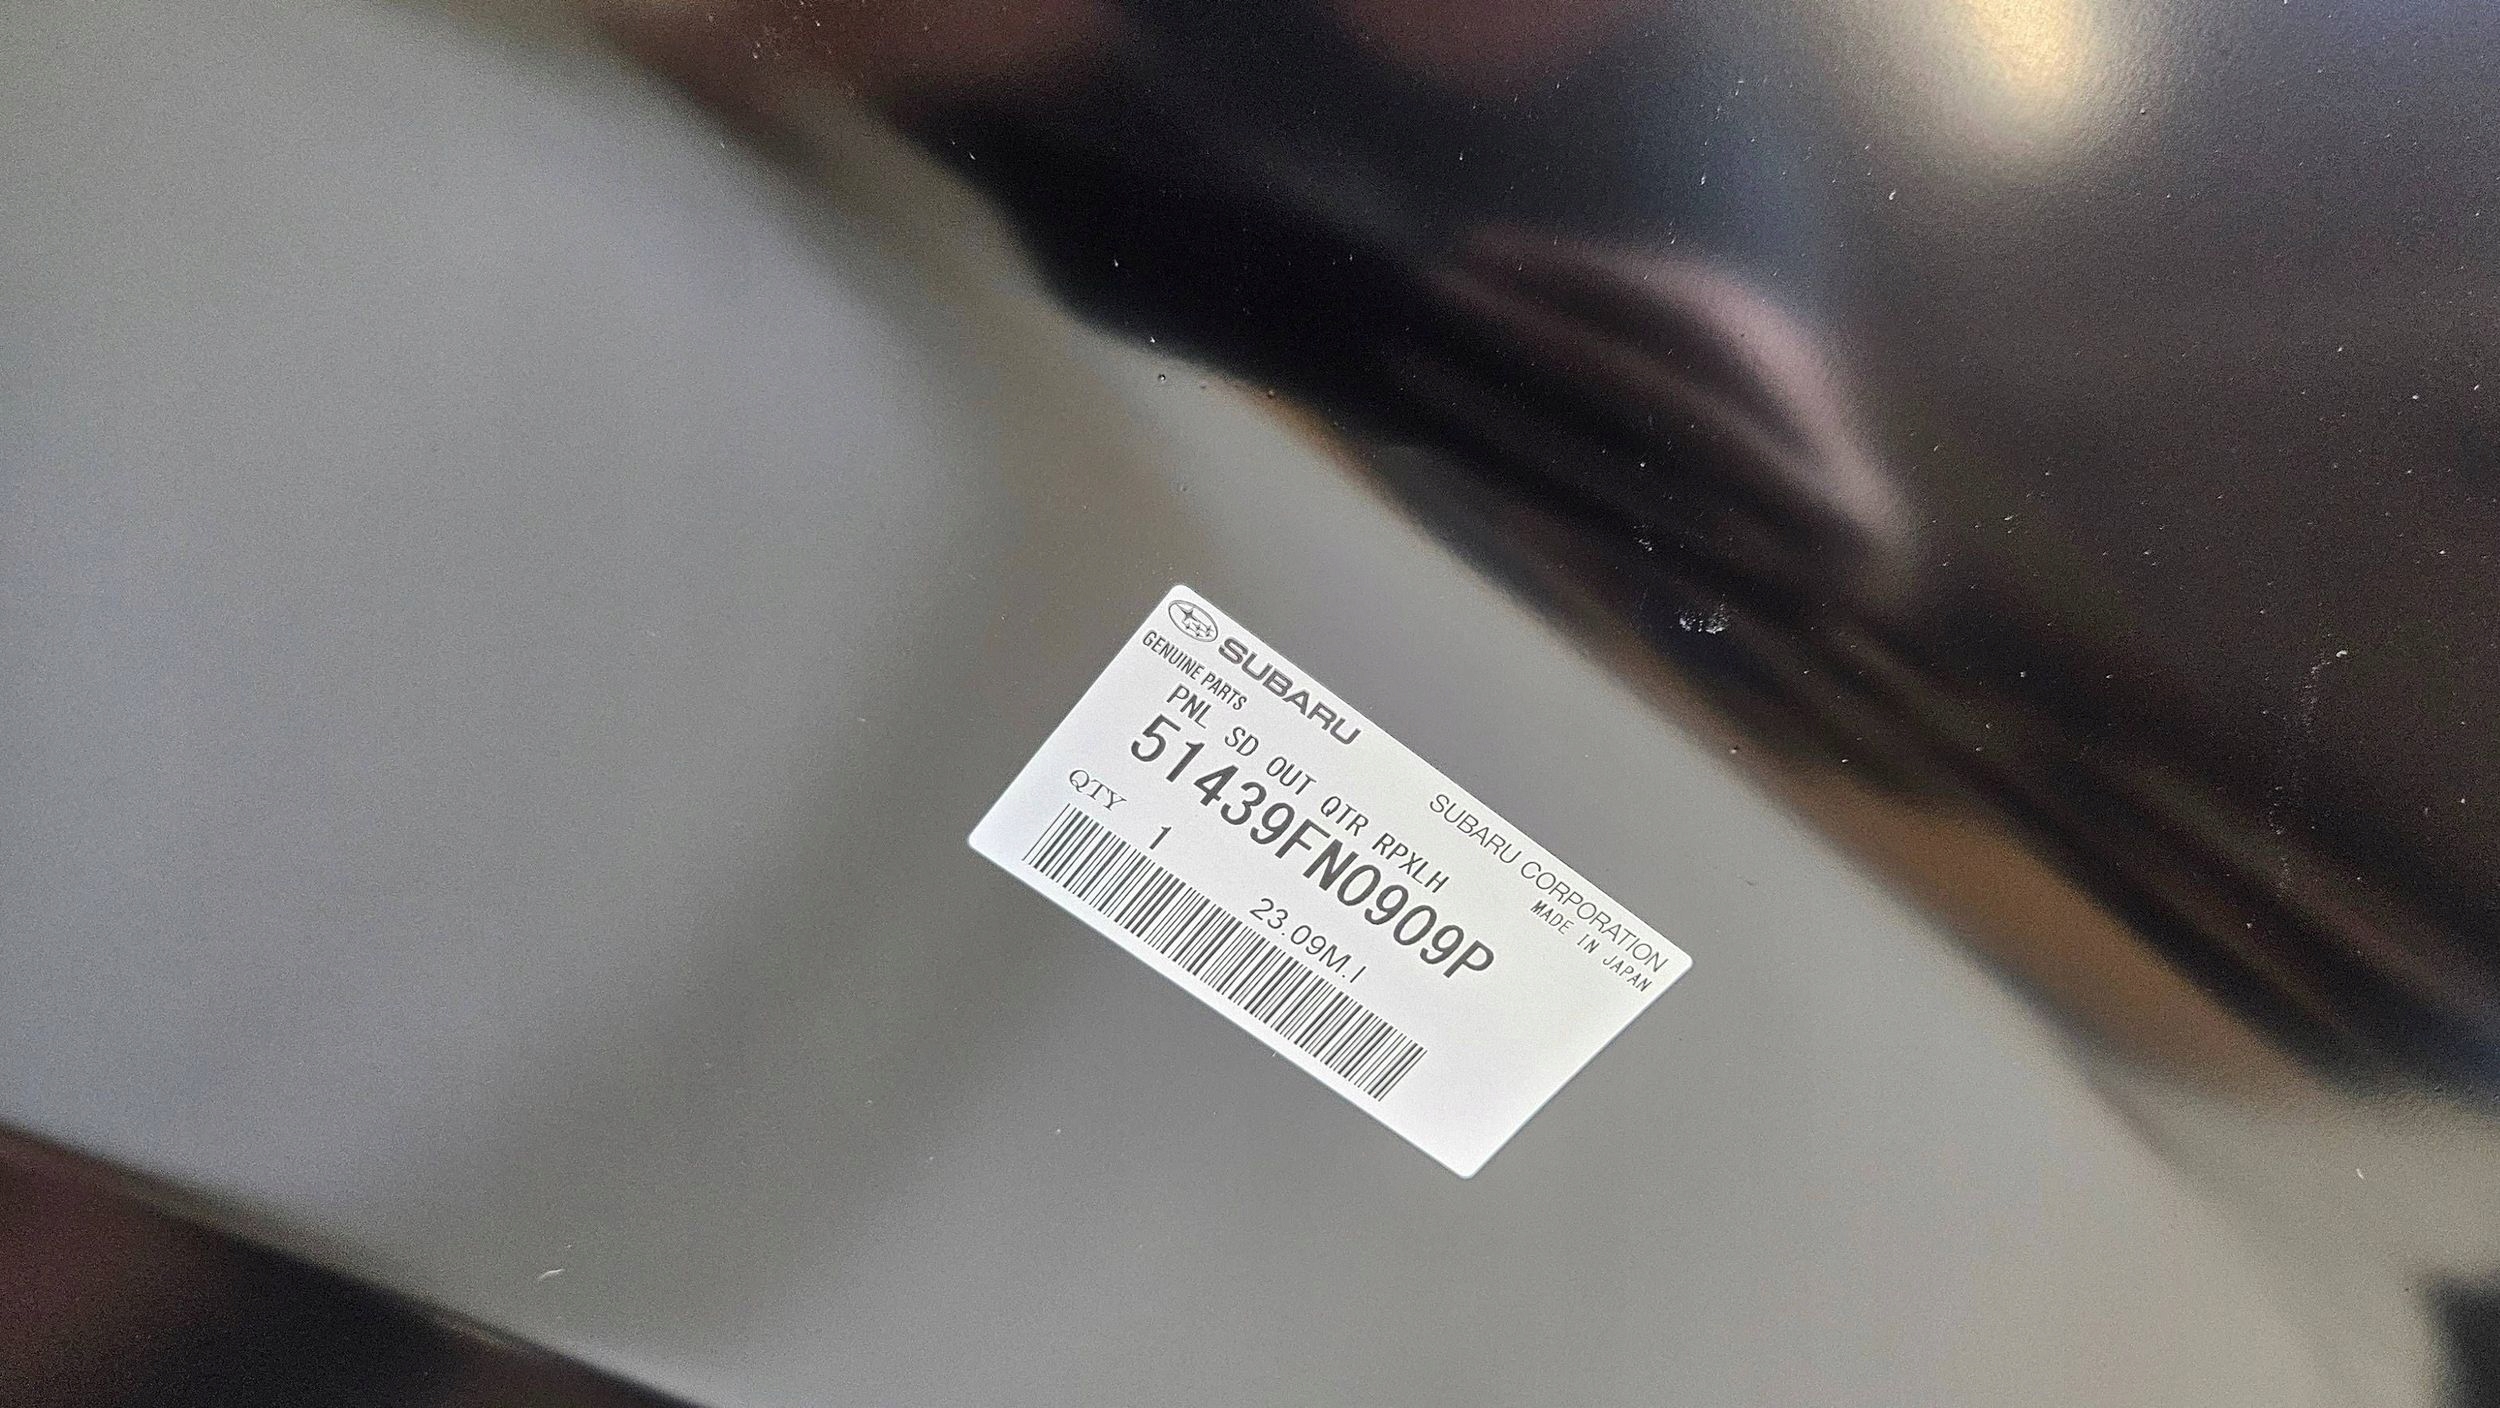 SUBARU
GENUINE PARTS
SUBARU CORPORATION
MADE IN JAPAN
PNL SD OUT QTR RPXLH
51439FN0909P
QTY 1 23.09M.I